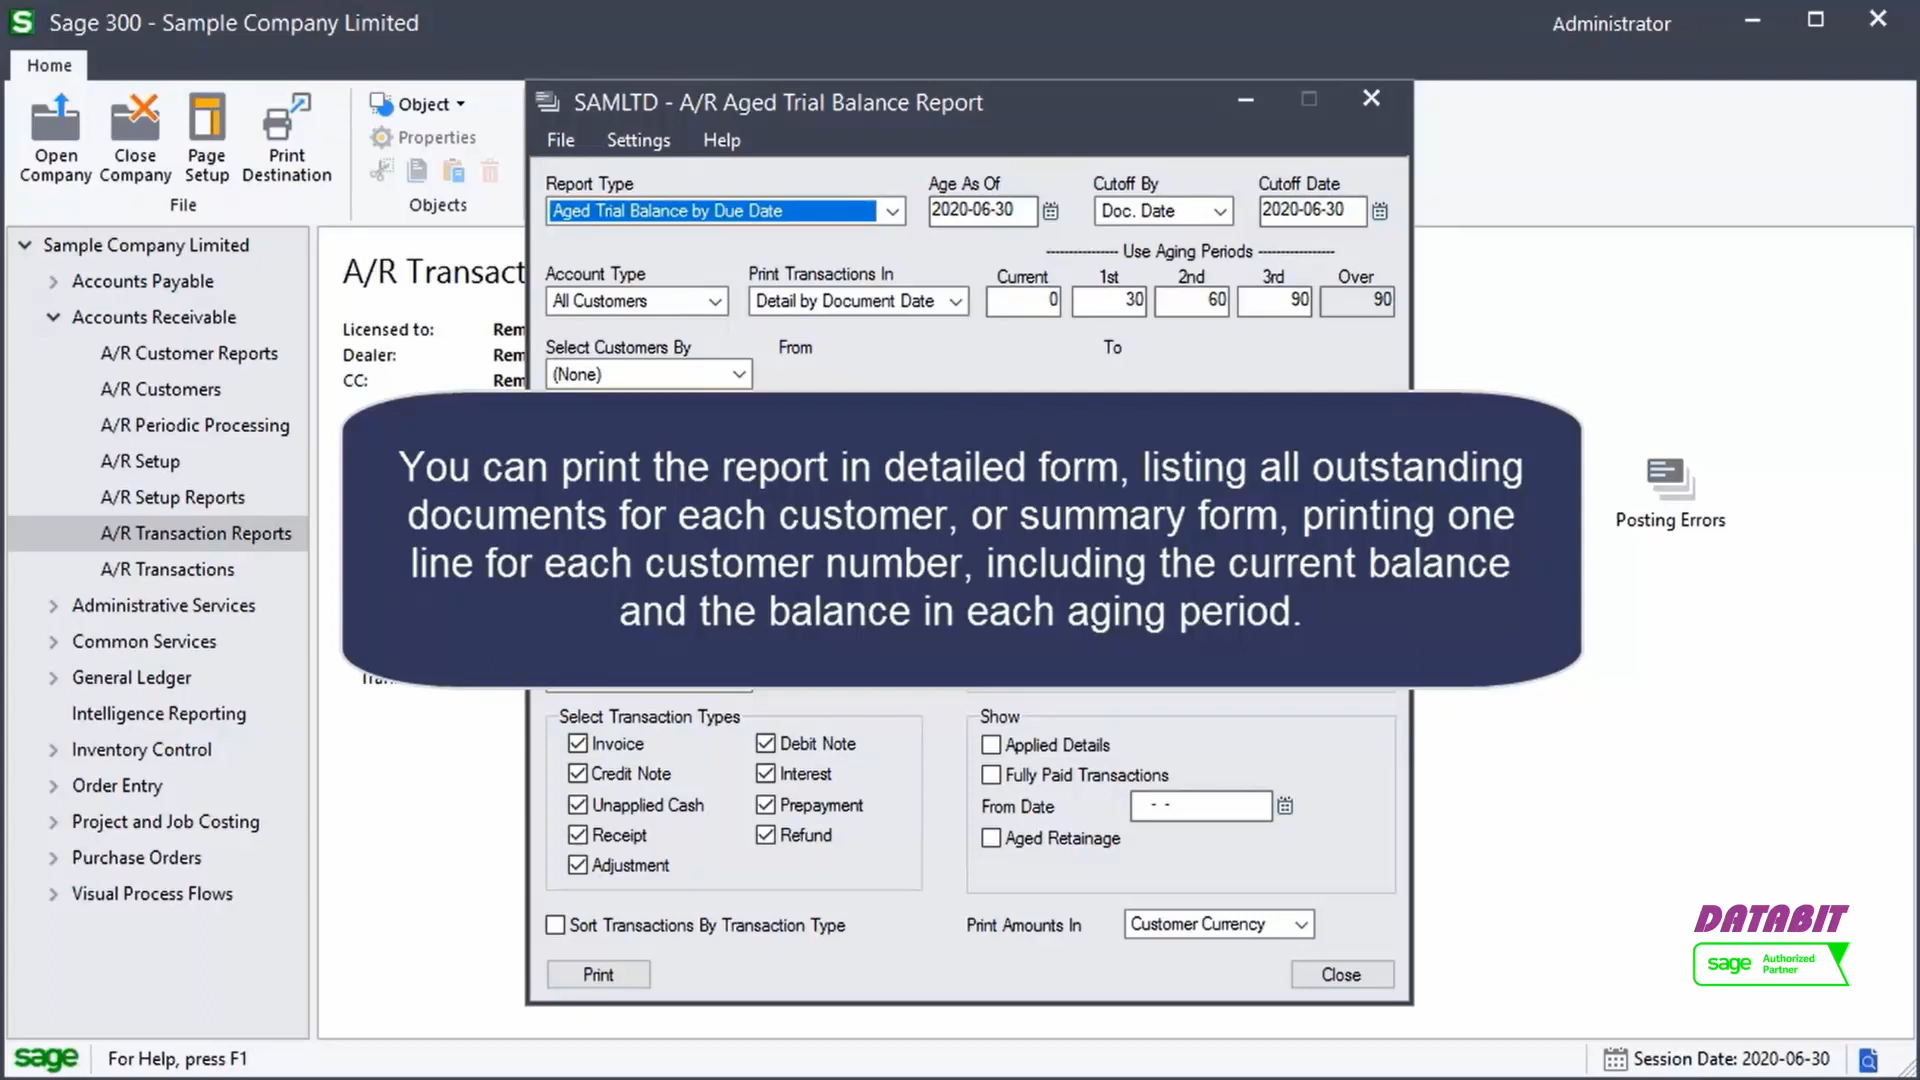 Sage 300 - Sample Company Limited
Administrator
Home
Open Company
Close Company
Page Setup
Print Destination
File
Object
Properties
Objects
Sample Company Limited
Accounts Payable
Accounts Receivable
A/R Customer Reports
A/R Customers
A/R Periodic Processing
A/R Setup
A/R Setup Reports
A/R Transaction Reports
A/R Transactions
Administrative Services
Common Services
General Ledger
Intelligence Reporting
Inventory Control
Order Entry
Project and Job Costing
Purchase Orders
Visual Process Flows
A/R Transact
Licensed to: Rem
Dealer: Rem
CC: Rem
SAMLTD - A/R Aged Trial Balance Report
File Settings Help
Report Type Age As Of Cutoff By Cutoff Date
Aged Trial Balance by Due Date 2020-06-30 Doc. Date 2020-06-30
--------------- Use Aging Periods ----------------
Account Type Print Transactions In Current 1st 2nd 3rd Over
All Customers Detail by Document Date 0 30 60 90 90
Select Customers By From To
(None)
You can print the report in detailed form, listing all outstanding
documents for each customer, or summary form, printing one
line for each customer number, including the current balance
and the balance in each aging period.
Posting Errors
Select Transaction Types
Invoice Debit Note
Credit Note Interest
Unapplied Cash Prepayment
Receipt Refund
Adjustment
Show
Applied Details
Fully Paid Transactions
From Date - -
Aged Retainage
Sort Transactions By Transaction Type
Print Amounts In Customer Currency
Print Close
DATABIT
sage Authorized Partner
sage For Help, press F1
Session Date: 2020-06-30